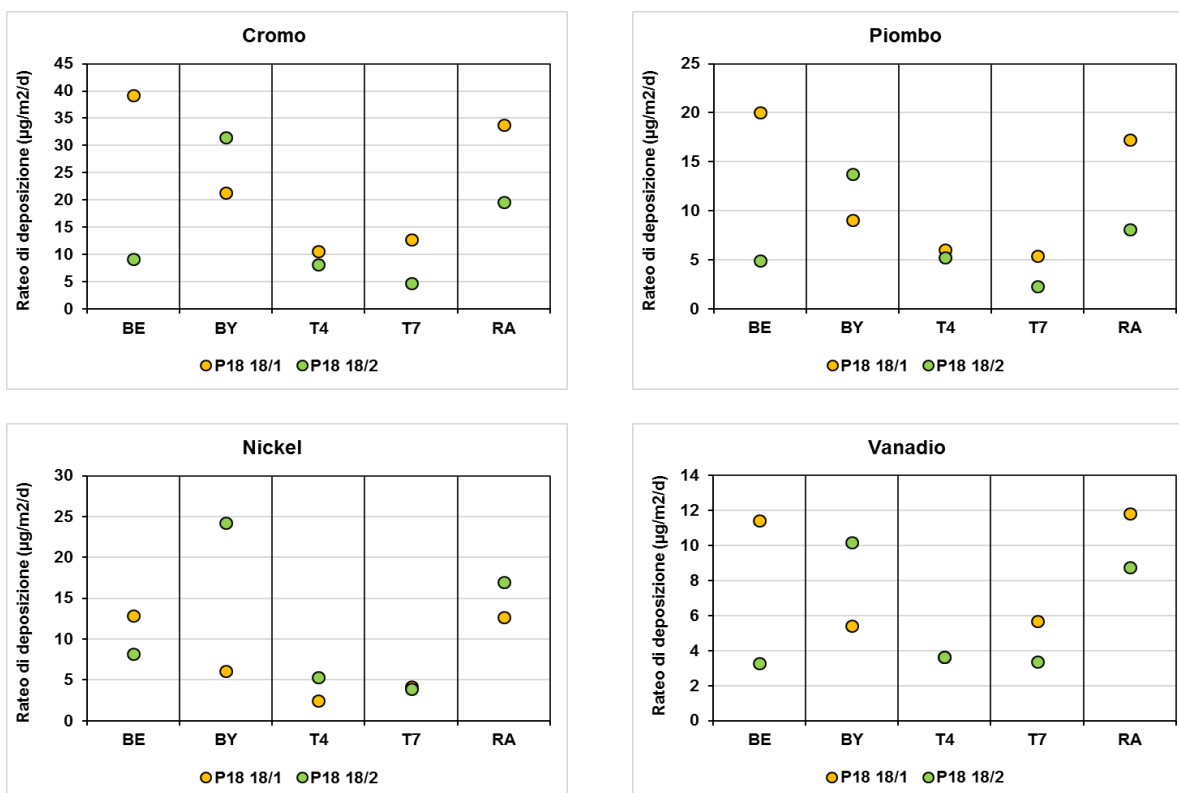 Cromo
Rateo di deposizione (µg/m2/d)
45
40
35
30
25
20
15
10
5
0
BE BY T4 T7 RA
P18 18/1 P18 18/2
Piombo
Rateo di deposizione (µg/m2/d)
25
20
15
10
5
0
BE BY T4 T7 RA
P18 18/1 P18 18/2
Nickel
Rateo di deposizione (µg/m2/d)
30
25
20
15
10
5
0
BE BY T4 T7 RA
P18 18/1 P18 18/2
Vanadio
Rateo di deposizione (µg/m2/d)
14
12
10
8
6
4
2
0
BE BY T4 T7 RA
P18 18/1 P18 18/2